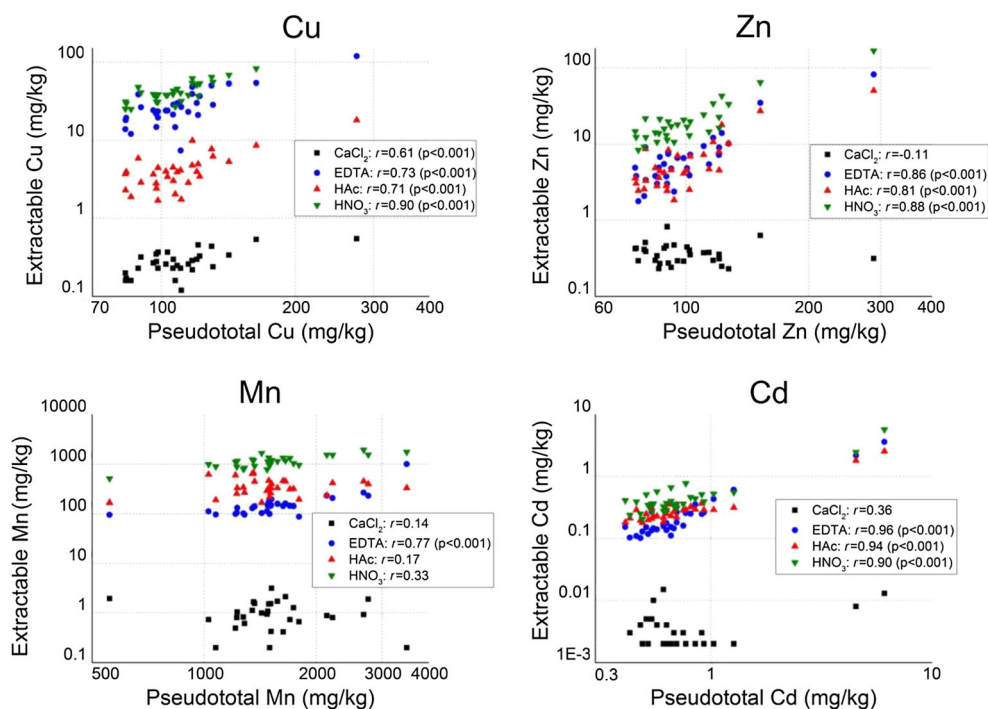 Cu
Extractable Cu (mg/kg)
100
10
1
0.1
CaCl₂: r=0.61 (p<0.001)
EDTA: r=0.73 (p<0.001)
HAc: r=0.71 (p<0.001)
HNO₃: r=0.90 (p<0.001)
70 100 200 300 400
Pseudototal Cu (mg/kg)
Zn
Extractable Zn (mg/kg)
100
10
1
0.1
CaCl₂: r=-0.11
EDTA: r=0.86 (p<0.001)
HAc: r=0.81 (p<0.001)
HNO₃: r=0.88 (p<0.001)
60 100 200 300 400
Pseudototal Zn (mg/kg)
Mn
Extractable Mn (mg/kg)
10000
1000
100
10
1
0.1
CaCl₂: r=0.14
EDTA: r=0.77 (p<0.001)
HAc: r=0.17
HNO₃: r=0.33
500 1000 2000 3000 4000
Pseudototal Mn (mg/kg)
Cd
Extractable Cd (mg/kg)
10
1
0.1
0.01
1E-3
CaCl₂: r=0.36
EDTA: r=0.96 (p<0.001)
HAc: r=0.94 (p<0.001)
HNO₃: r=0.90 (p<0.001)
0.3 1 10
Pseudototal Cd (mg/kg)